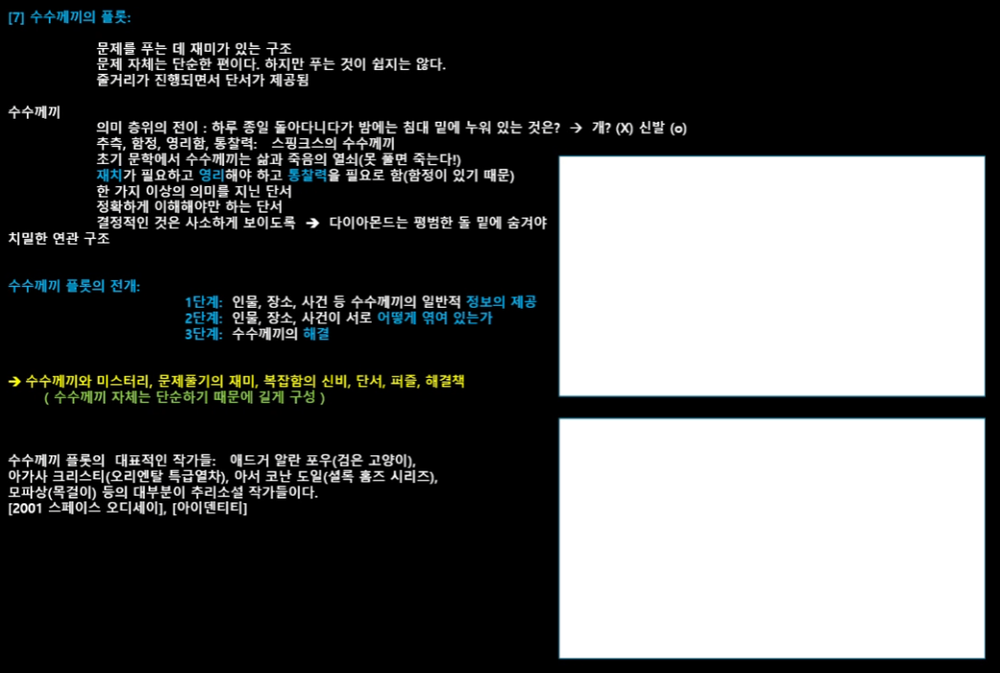 [7] 수수께끼의 플롯:
문제를 푸는 데 재미가 있는 구조
문제 자체는 단순한 편이다. 하지만 푸는 것이 쉽지는 않다.
줄거리가 진행되면서 단서가 제공됨
수수께끼
의미 층위의 전이 : 하루 종일 돌아다니다가 밤에는 침대 밑에 누워 있는 것은? → 개? (X) 신발 (o)
추측, 함정, 영리함, 통찰력: 스핑크스의 수수께끼
초기 문학에서 수수께끼는 삶과 죽음의 열쇠(못 풀면 죽는다!)
재치가 필요하고 영리해야 하고 통찰력을 필요로 함(함정이 있기 때문)
한 가지 이상의 의미를 지닌 단서
정확하게 이해해야만 하는 단서
결정적인 것은 사소하게 보이도록 → 다이아몬드는 평범한 돌 밑에 숨겨야
치밀한 연관 구조
수수께끼 플롯의 전개:
1단계: 인물, 장소, 사건 등 수수께끼의 일반적 정보의 제공
2단계: 인물, 장소, 사건이 서로 어떻게 엮여 있는가
3단계: 수수께끼의 해결
→ 수수께끼와 미스터리, 문제풀기의 재미, 복잡함의 신비, 단서, 퍼즐, 해결책
( 수수께끼 자체는 단순하기 때문에 길게 구성 )
수수께끼 플롯의 대표적인 작가들: 애드거 알란 포우(검은 고양이),
아가사 크리스티(오리엔탈 특급열차), 아서 코난 도일(셜록 홈즈 시리즈),
모파상(목걸이) 등의 대부분이 추리소설 작가들이다.
[2001 스페이스 오디세이], [아이덴티티]